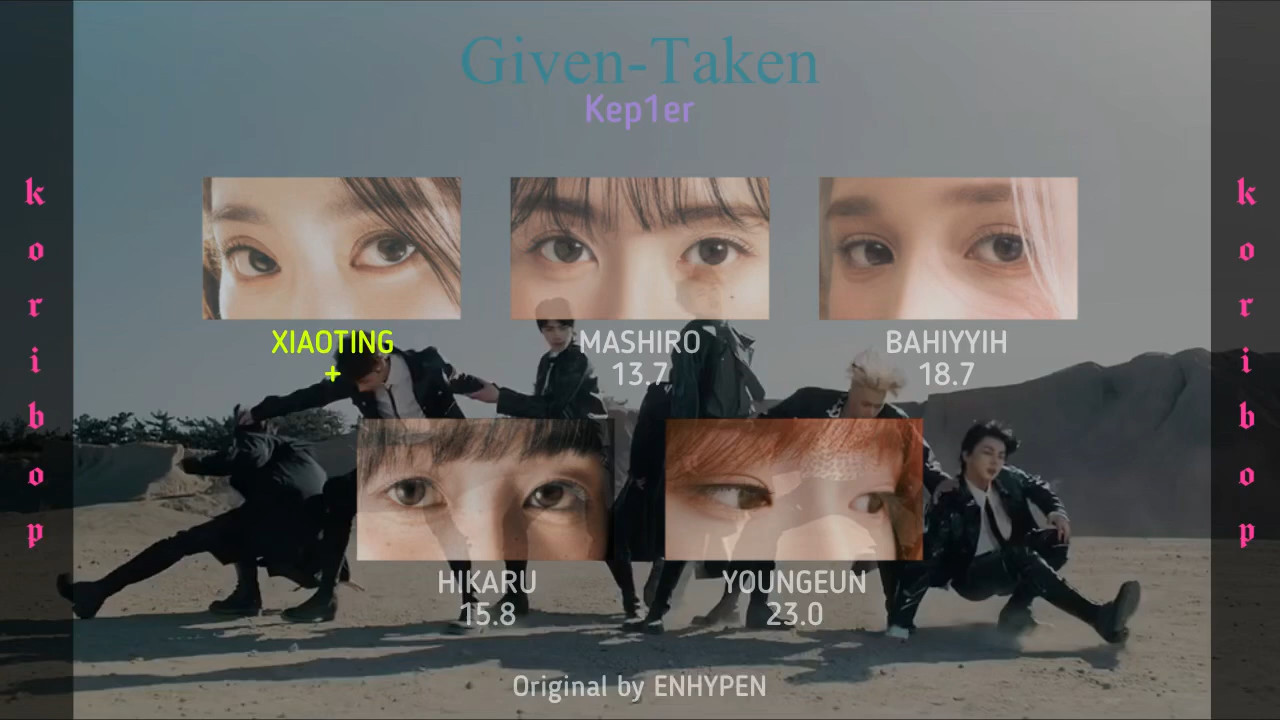 Given-Taken
Kep1er
koribop
koribop
XIAOTING
+
MASHIRO
13.7
BAHIYYIH
18.7
HIKARU
15.8
YOUNGEUN
23.0
Original by ENHYPEN